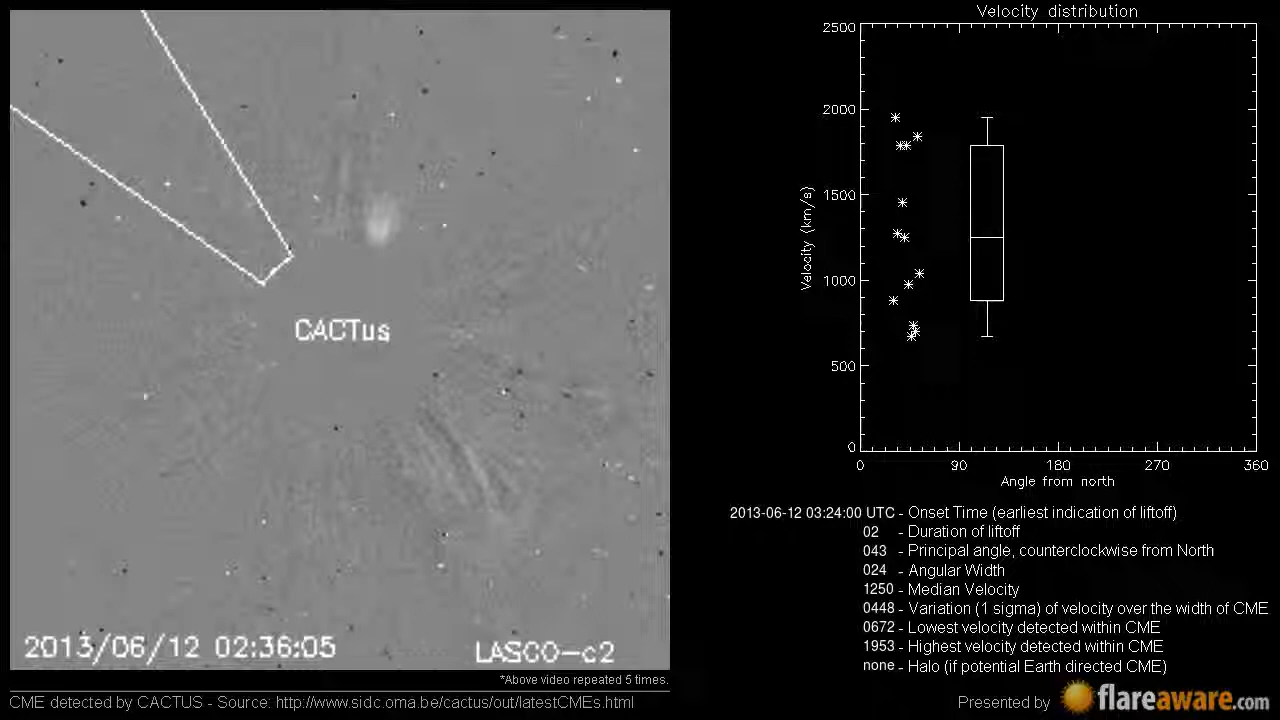 CACTus
2013/06/12 02:36:05
LASCO-c2
*Above video repeated 5 times.
CME detected by CACTUS - Source: http://www.sidc.oma.be/cactus/out/latestCMEs.html
Velocity distribution
Velocity (km/s)
2500
2000
1500
1000
500
0
0 90 180 270 360
Angle from north
2013-06-12 03:24:00 UTC - Onset Time (earliest indication of liftoff)
02 - Duration of liftoff
043 - Principal angle, counterclockwise from North
024 - Angular Width
1250 - Median Velocity
0448 - Variation (1 sigma) of velocity over the width of CME
0672 - Lowest velocity detected within CME
1953 - Highest velocity detected within CME
none - Halo (if potential Earth directed CME)
Presented by flareaware.com